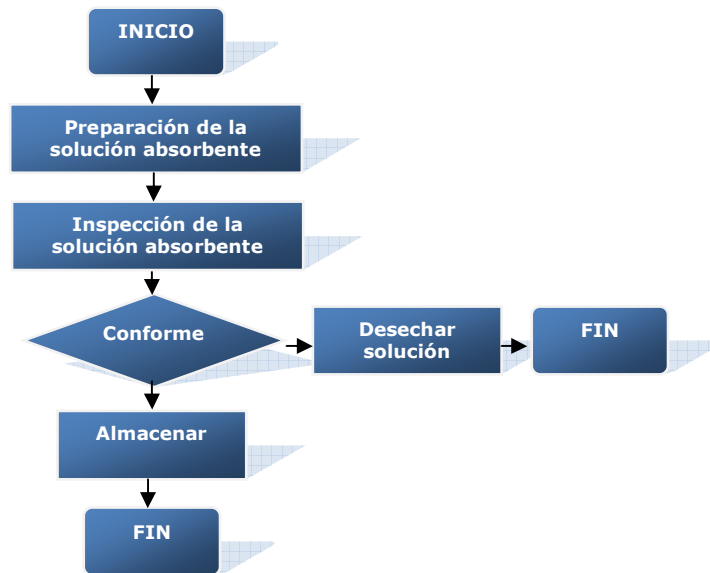 INICIO
Preparación de la
solución absorbente
Inspección de la
solución absorbente
Conforme
Desechar
solución
FIN
Almacenar
FIN